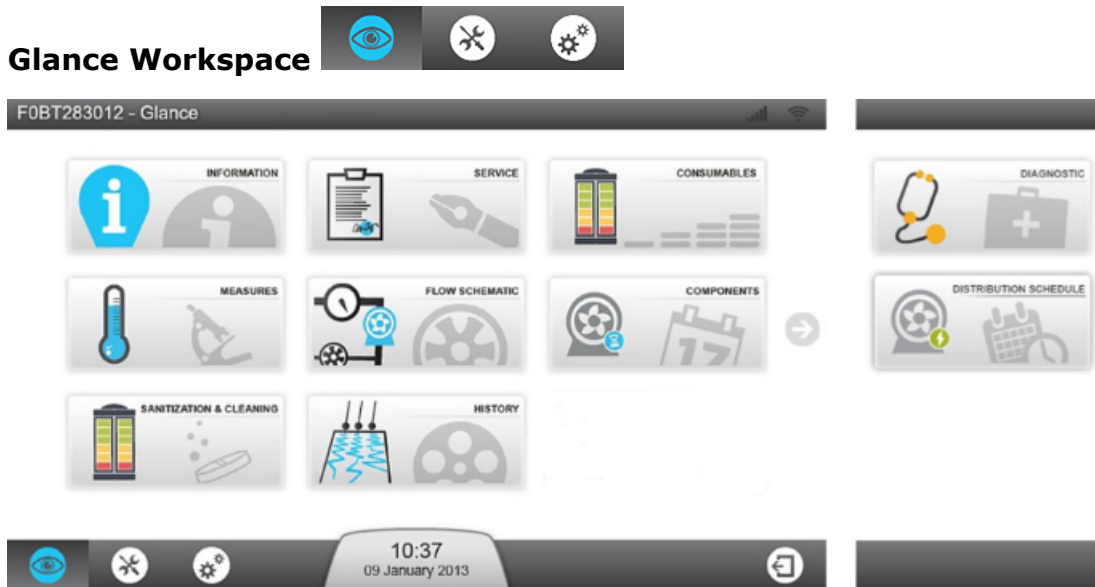 Glance Workspace
F0BT283012 - Glance
INFORMATION
SERVICE
CONSUMABLES
DIAGNOSTIC
MEASURES
FLOW SCHEMATIC
COMPONENTS
17
DISTRIBUTION SCHEDULE
SANITIZATION & CLEANING
HISTORY
10:37
09 January 2013